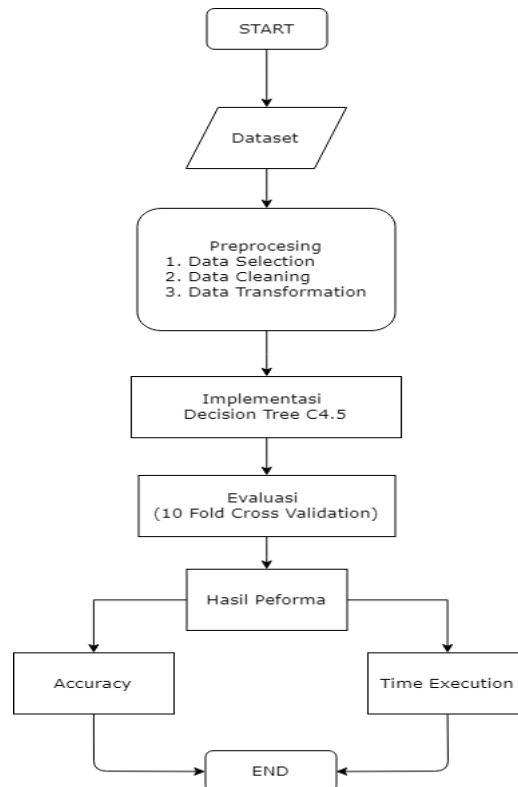 START
Dataset
Preprocesing
1. Data Selection
2. Data Cleaning
3. Data Transformation
Implementasi
Decision Tree C4.5
Evaluasi
(10 Fold Cross Validation)
Hasil Peforma
Accuracy
Time Execution
END